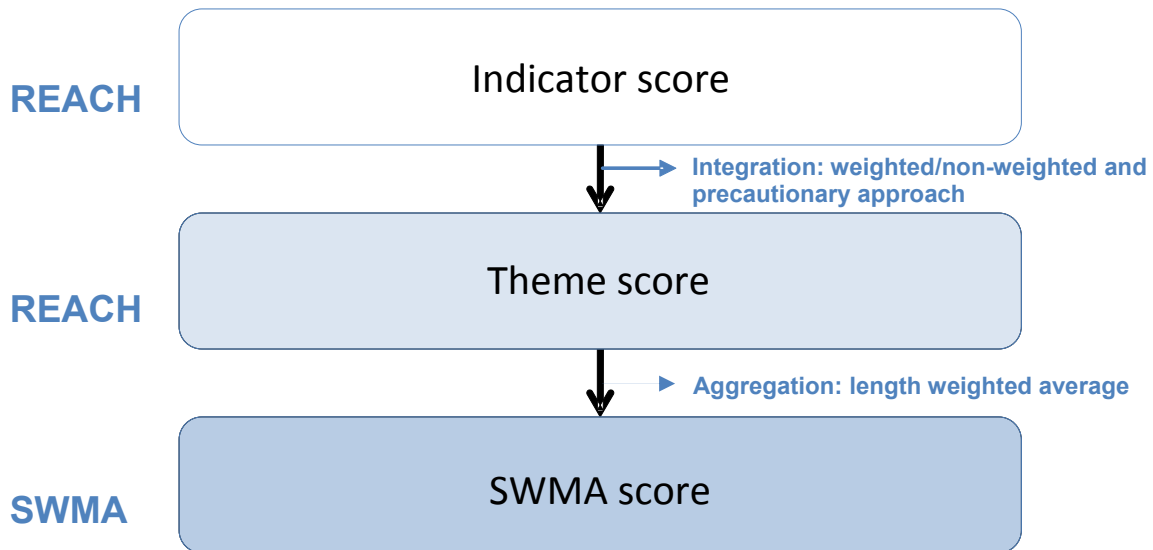 REACH
Indicator score
Integration: weighted/non-weighted and
precautionary approach
REACH
Theme score
Aggregation: length weighted average
SWMA
SWMA score